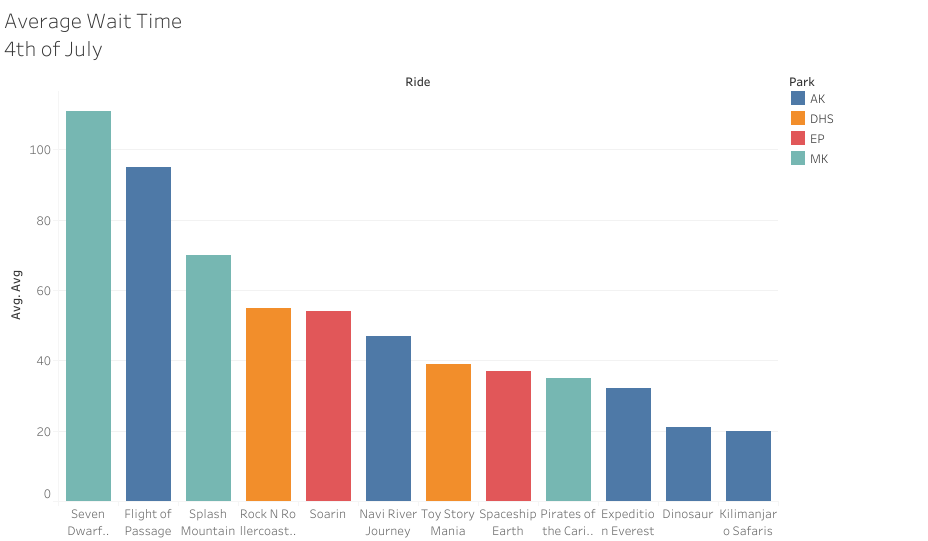 Average Wait Time
4th of July
Ride
Park
AK
DHS
EP
MK
Avg. Avg
100
80
60
40
20
0
Seven Dwarf..
Flight of Passage
Splash Mountain
Rock N Ro llercoast..
Soarin
Navi River Journey
Toy Story Mania
Spaceship Earth
Pirates of the Cari..
Expeditio n Everest
Dinosaur
Kilimanjar o Safaris